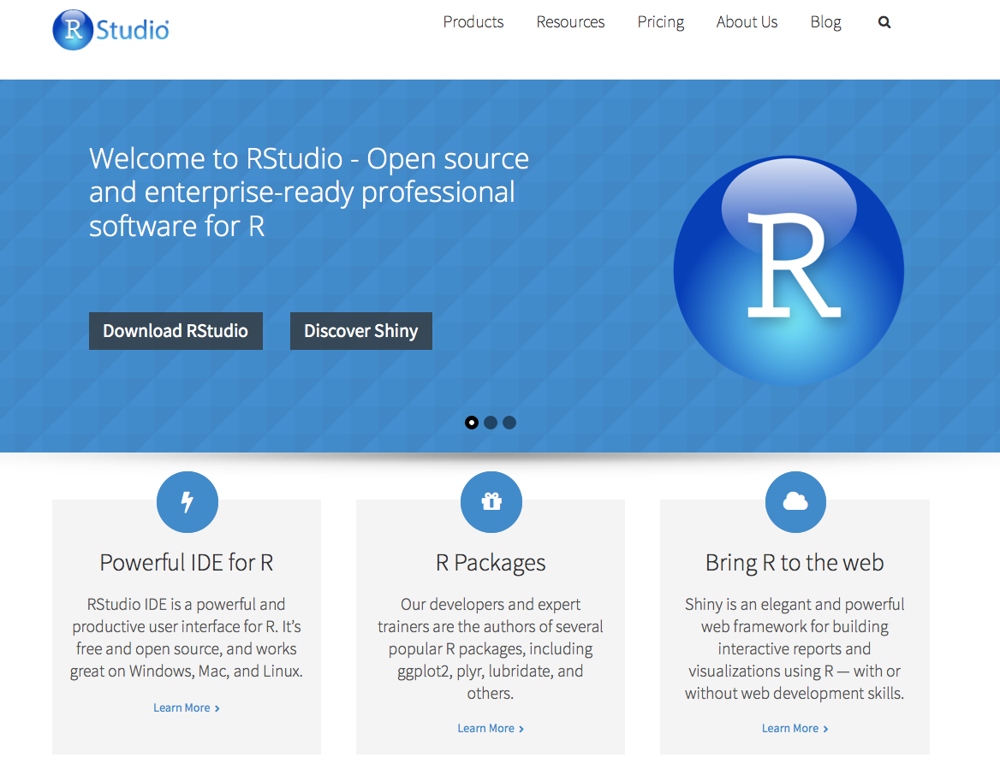 RStudio
Products Resources Pricing About Us Blog
Welcome to RStudio - Open source
and enterprise-ready professional
software for R
R
Download RStudio Discover Shiny
Powerful IDE for R
RStudio IDE is a powerful and
productive user interface for R. It’s
free and open source, and works
great on Windows, Mac, and Linux.
Learn More
R Packages
Our developers and expert
trainers are the authors of several
popular R packages, including
ggplot2, plyr, lubridate, and
others.
Learn More
Bring R to the web
Shiny is an elegant and powerful
web framework for building
interactive reports and
visualizations using R — with or
without web development skills.
Learn More